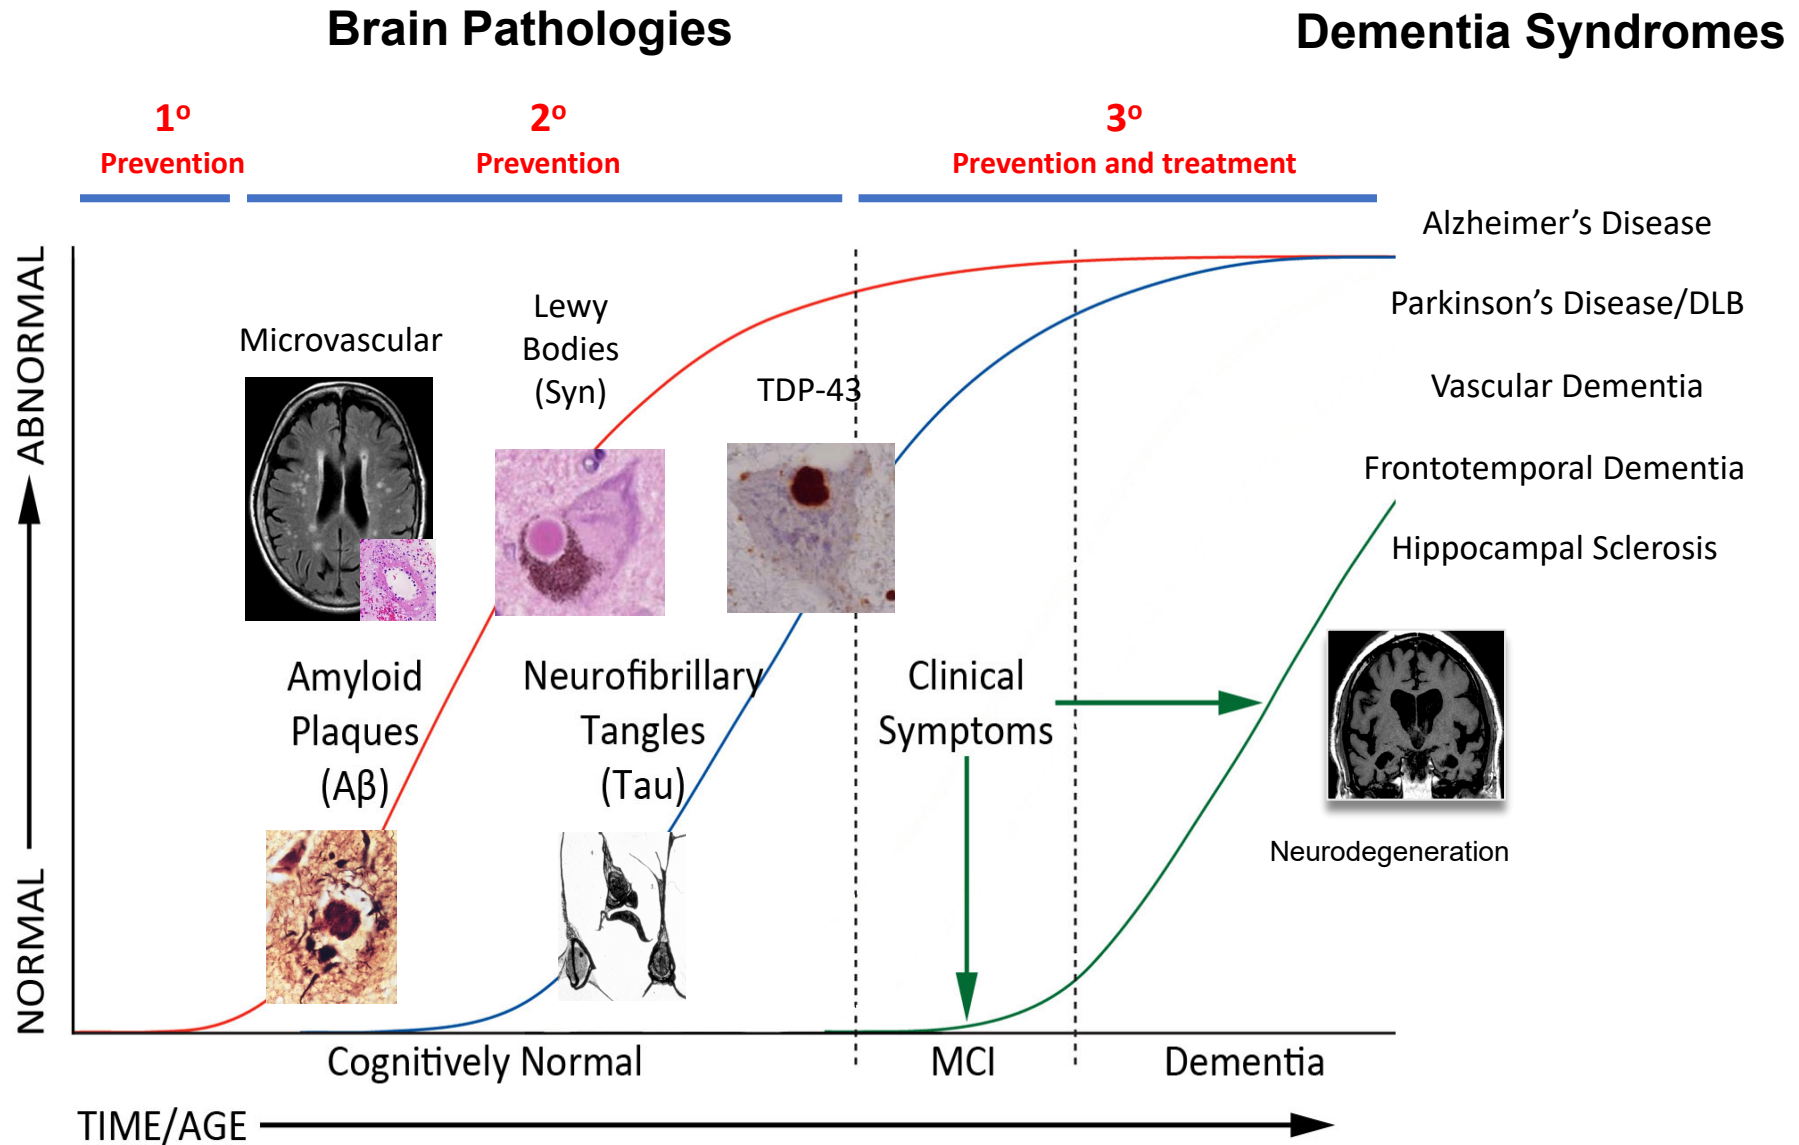 Brain Pathologies
Dementia Syndromes
1º
Prevention
2º
Prevention
3º
Prevention and treatment
ABNORMAL
NORMAL
Microvascular
Lewy
Bodies
(Syn)
TDP-43
Amyloid
Plaques
(Aβ)
Neurofibrillary
Tangles
(Tau)
Clinical
Symptoms
Alzheimer’s Disease
Parkinson’s Disease/DLB
Vascular Dementia
Frontotemporal Dementia
Hippocampal Sclerosis
Neurodegeneration
Cognitively Normal
MCI
Dementia
TIME/AGE